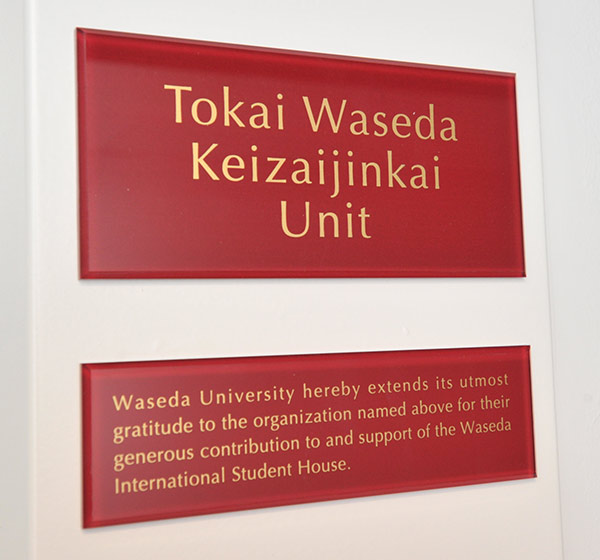 Tokai Waseda
Keizaijinkai
Unit
Waseda University hereby extends its utmost
gratitude to the organization named above for their
generous contribution to and support of the Waseda
International Student House.